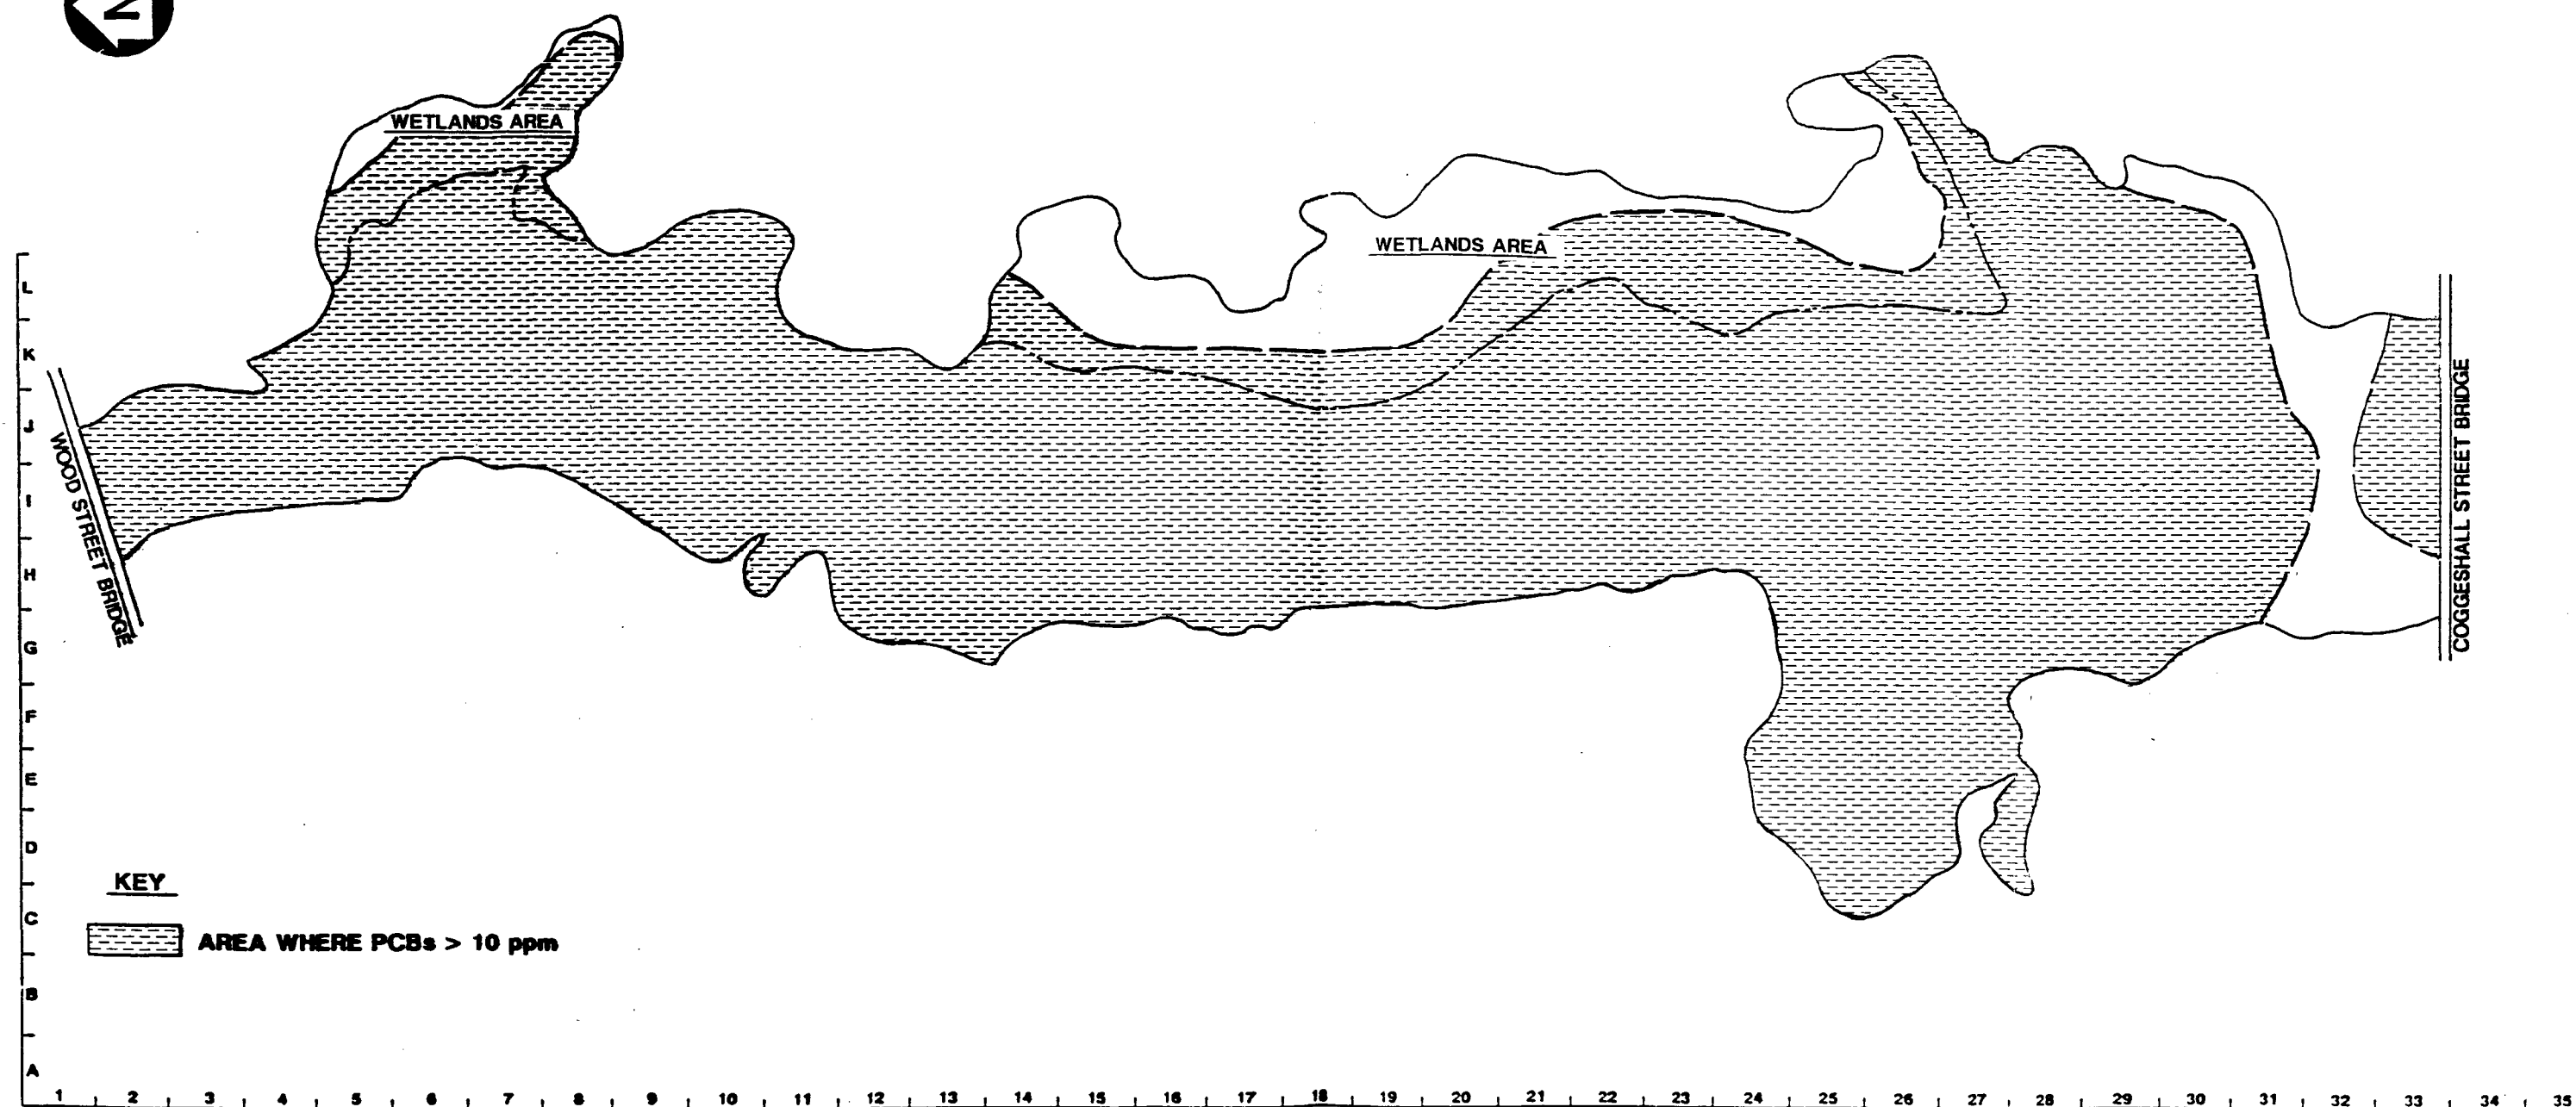 N
WETLANDS AREA
WETLANDS AREA
L
K
J
I
H
G
F
E
D
C
B
A
WOOD STREET BRIDGE
COGGESHALL STREET BRIDGE
KEY
AREA WHERE PCBs > 10 ppm
1 2 3 4 5 6 7 8 9 10 11 12 13 14 15 16 17 18 19 20 21 22 23 24 25 26 27 28 29 30 31 32 33 34 35